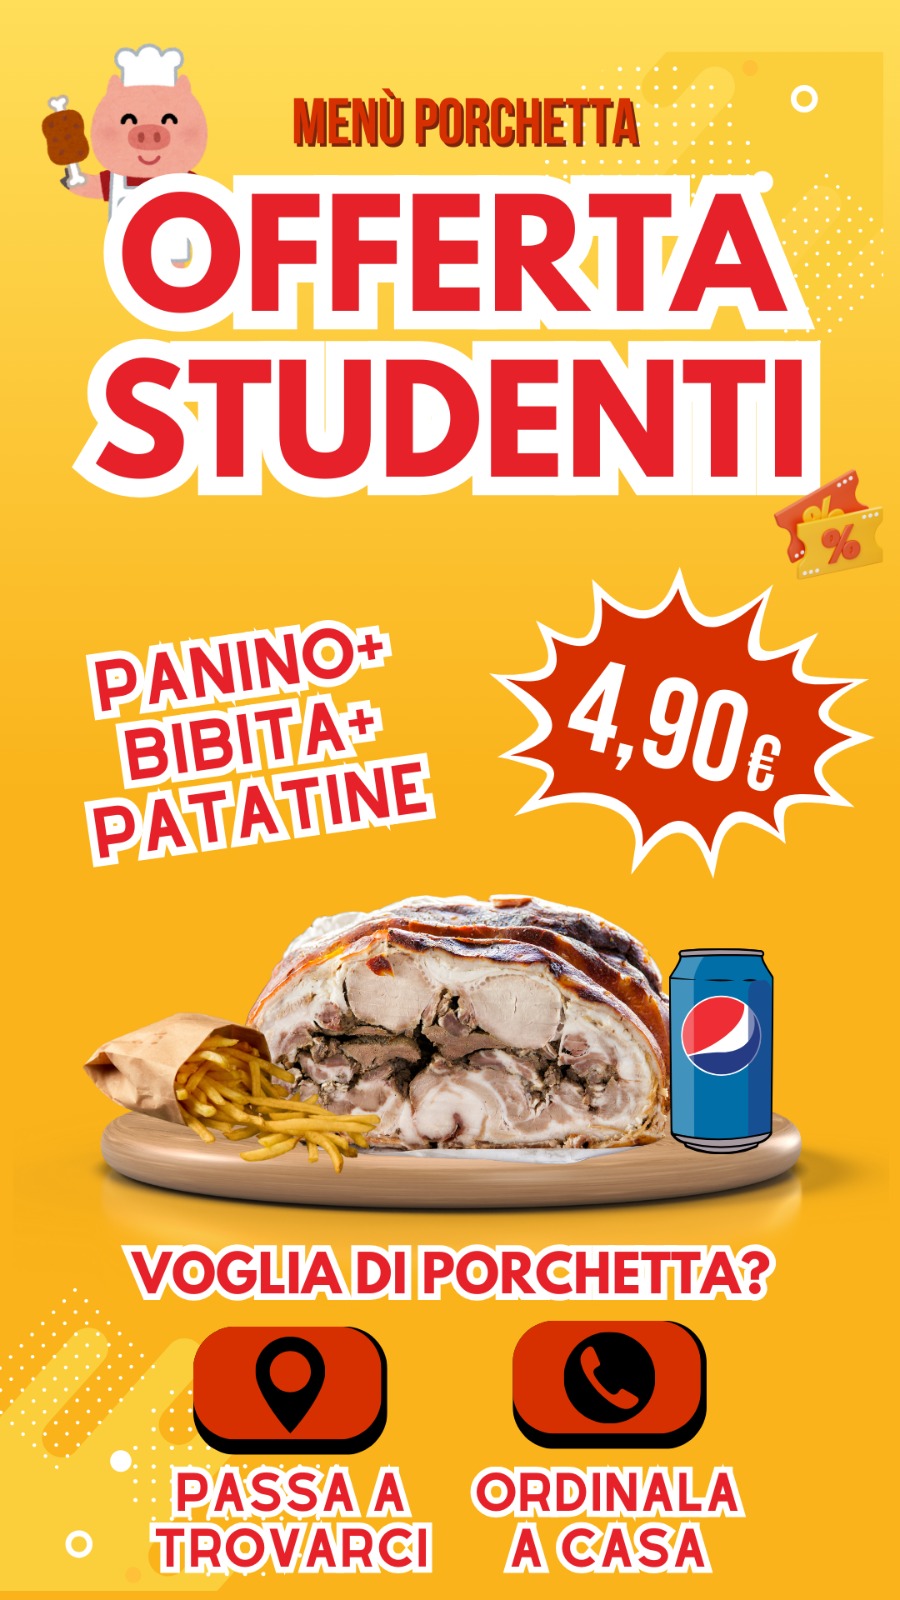 MENÙ PORCHETTA
OFFERTA
STUDENTI
PANINO+
BIBITA+
PATATINE
4,90€
VOGLIA DI PORCHETTA?
PASSA A
TROVARCI
ORDINALA
A CASA